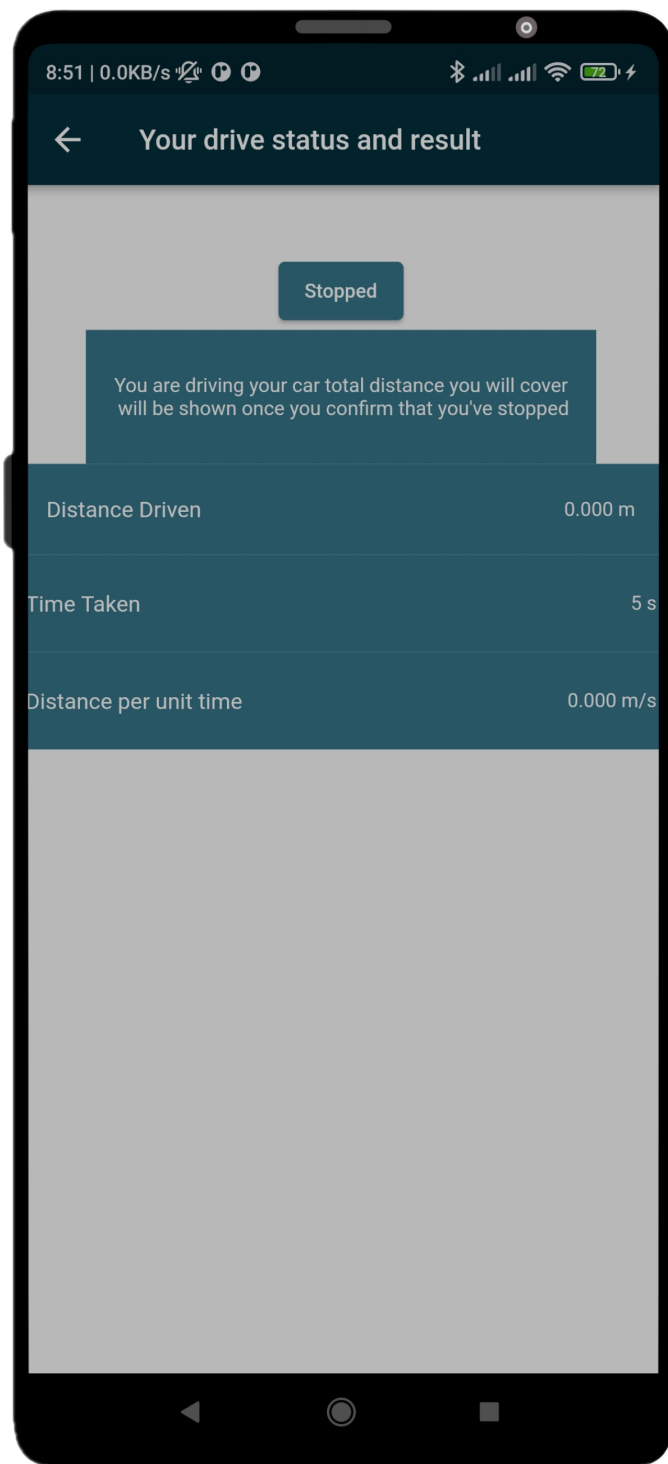 8:51 | 0.0KB/s 72
Your drive status and result
Stopped
You are driving your car total distance you will cover
will be shown once you confirm that you've stopped
Distance Driven 0.000 m
Time Taken 5 s
Distance per unit time 0.000 m/s